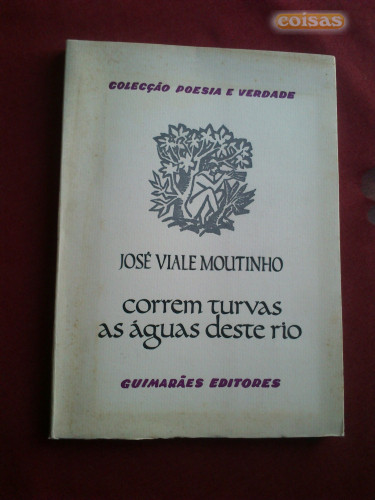 coisas
COLECÇÃO POESIA E VERDADE
JOSÉ VIALE MOUTINHO
correm turvas
as águas deste rio
GUIMARÃES EDITORES